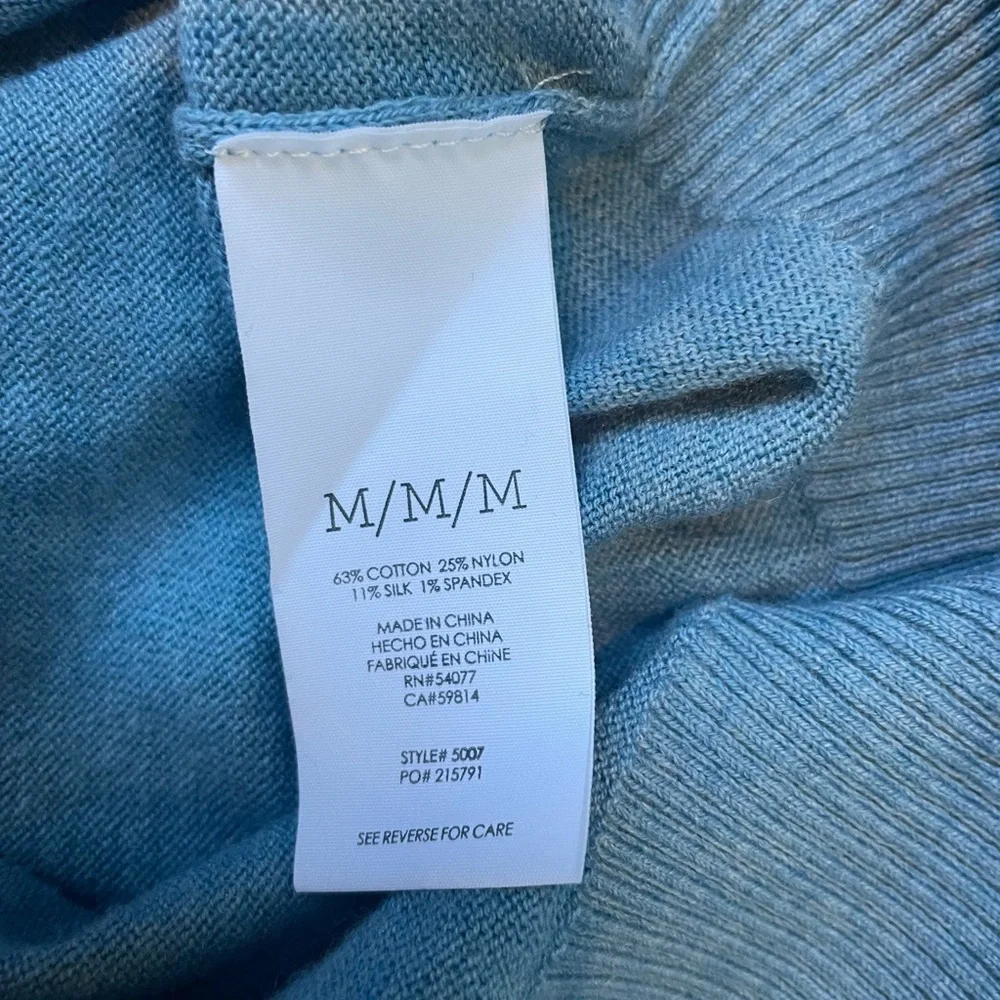 M/M/M
63% COTTON 25% NYLON
11% SILK 1% SPANDEX
MADE IN CHINA
HECHO EN CHINA
FABRIQUÉ EN CHiNE
RN#54077
CA#59814
STYLE# 5007
PO# 215791
SEE REVERSE FOR CARE